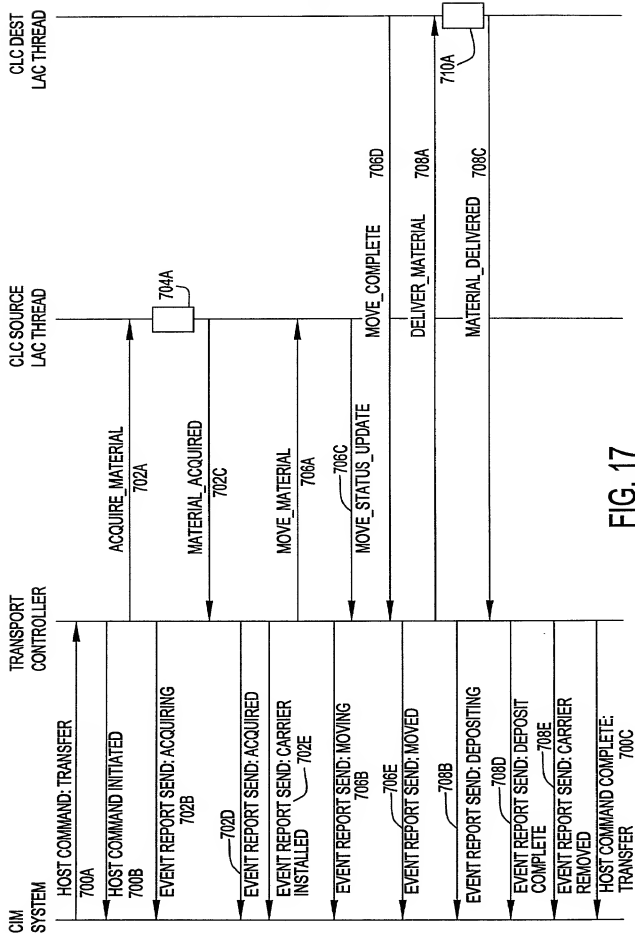 CIM
SYSTEM
TRANSPORT
CONTROLLER
CLC SOURCE
LAC THREAD
CLC DEST
LAC THREAD
HOST COMMAND: TRANSFER
700A
HOST COMMAND INITIATED
700B
ACQUIRE_MATERIAL
702A
EVENT REPORT SEND: ACQUIRING
702B
704A
MATERIAL_ACQUIRED
702C
702D
EVENT REPORT SEND: ACQUIRED
EVENT REPORT SEND: CARRIER
INSTALLED
702E
MOVE_MATERIAL
706A
EVENT REPORT SEND: MOVING
706B
706C
MOVE_STATUS_UPDATE
MOVE_COMPLETE
706D
706E
EVENT REPORT SEND: MOVED
DELIVER_MATERIAL
708A
708B
EVENT REPORT SEND: DEPOSITING
710A
MATERIAL_DELIVERED
708C
708D
EVENT REPORT SEND: DEPOSIT
COMPLETE
708E
EVENT REPORT SEND: CARRIER
REMOVED
HOST COMMAND COMPLETE:
TRANSFER
700C
FIG. 17